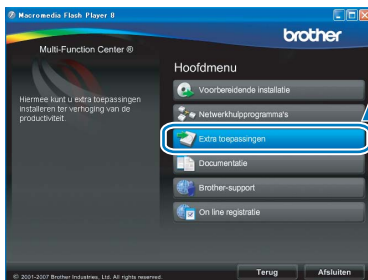 Macromedia Flash Player 8
brother
Multi-Function Center ®
Hoofdmenu
Hiermee kunt u extra toepassingen
installeren ter verhoging van de
productiviteit.
Voorbereidende installatie
Netwerkhulpprogramma's
Extra toepassingen
Documentatie
Brother-support
On line registratie
© 2001-2007 Brother Industries, Ltd. All rights reserved.
Terug
Afsluiten